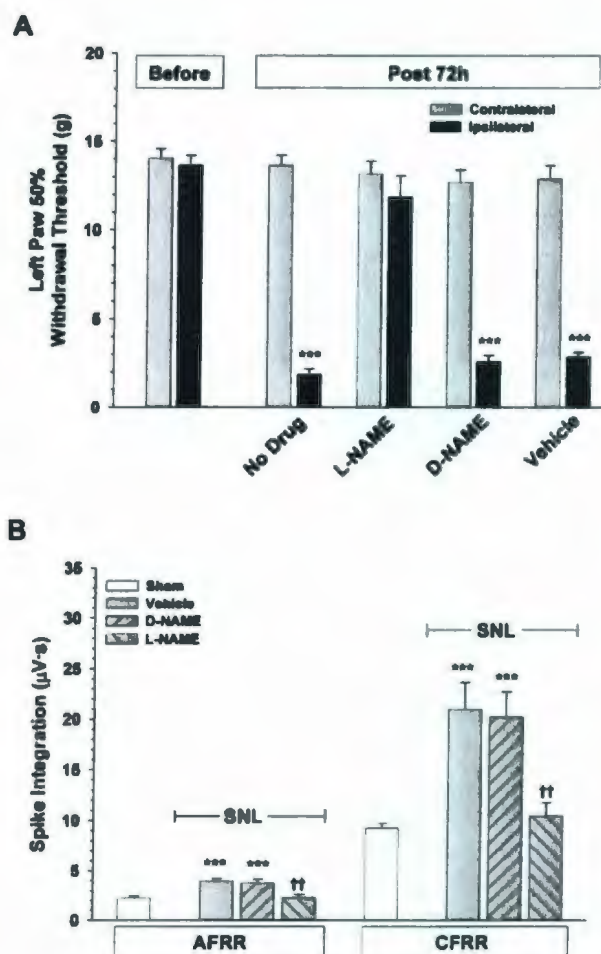 A
20
15
10
5
0
Left Paw 50%
Withdrawal Threshold (g)
Before
Post 72h
Contralateral
Ipsilateral
***
***
***
No Drug
L-NAME
D-NAME
Vehicle
B
35
30
25
20
15
10
5
0
Spike Integration (µV-s)
Sham
Vehicle
D-NAME
L-NAME
SNL
***
***
††
SNL
***
***
††
AFRR
CFRR